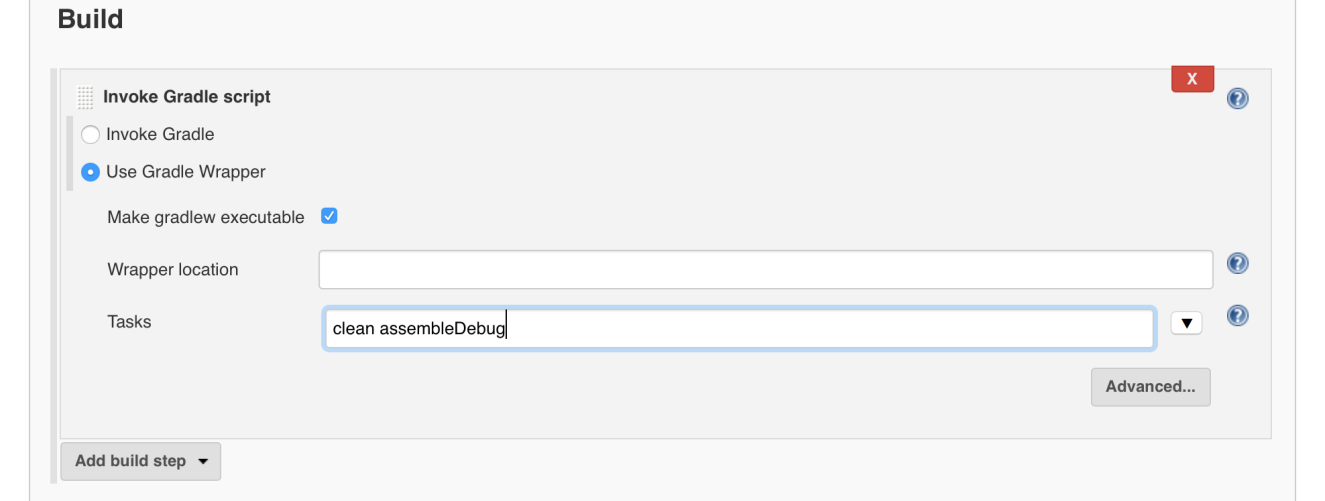 Build
X
Invoke Gradle script
?
Invoke Gradle
Use Gradle Wrapper
Make gradlew executable
Wrapper location
?
Tasks
clean assembleDebug
?
Advanced...
Add build step